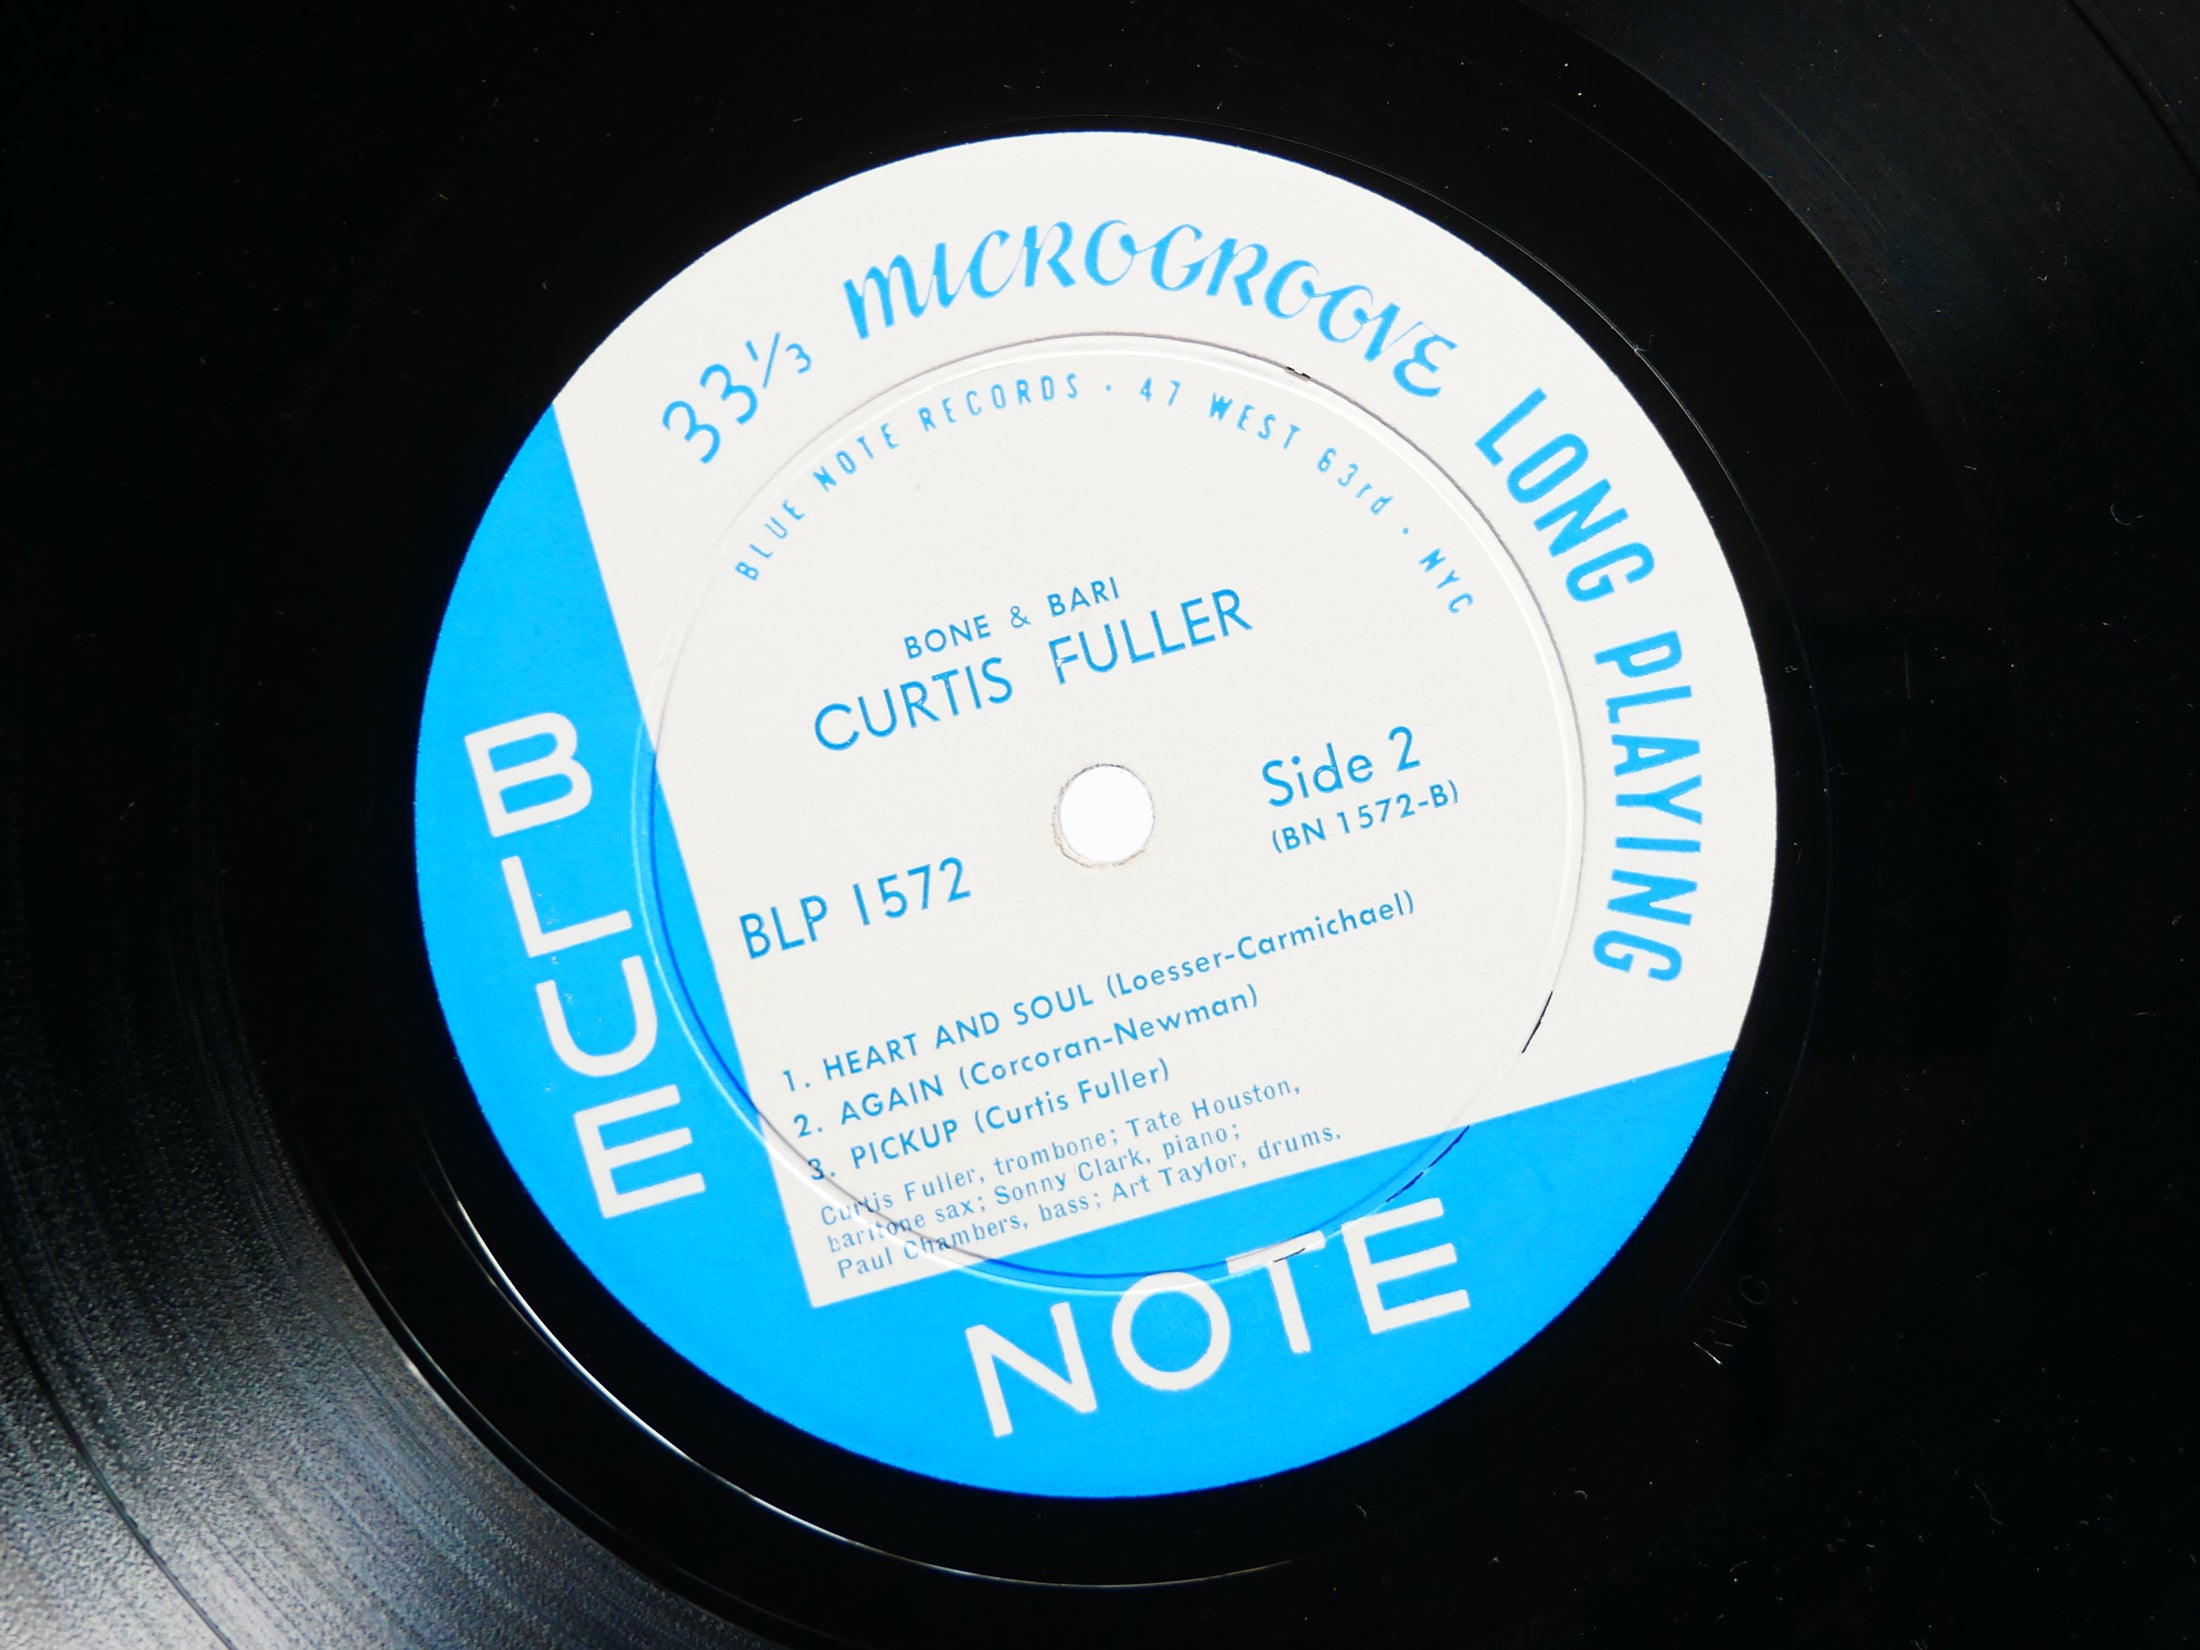 33⅓ MICROGROOVE LONG PLAYING
BLUE NOTE RECORDS · 47 WEST 63rd · NYC
BONE & BARI
CURTIS FULLER
Side 2
(BN 1572-B)
BLP 1572
1. HEART AND SOUL (Loesser-Carmichael)
2. AGAIN (Corcoran-Newman)
3. PICKUP (Curtis Fuller)
Curtis Fuller, trombone; Tate Houston,
baritone sax; Sonny Clark, piano;
Paul Chambers, bass; Art Taylor, drums.
BLUE
NOTE
RVG